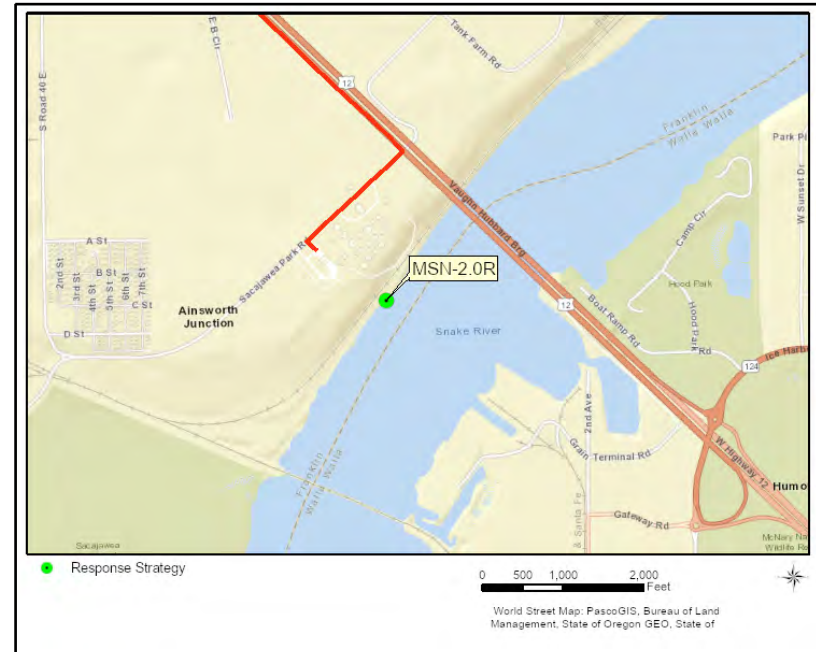 E B Cir
S Road 40 E
12
Tank Farm Rd
Franklin
Walla Walla
Park
W Sunset Dr
Vaughn Hubbard Brg
Camp Cir
Hood Park
Hood Park
Rd
A St
2nd St
3rd St
B St
4th St
5th St
6th St
7th St
C St
D St
Sacajawea Park Rd
MSN-2.0R
Ainsworth
Junction
Snake River
12
Boat Ramp Rd
124
Ice Harbo
2nd Ave
Grain Terminal Rd
W Highway 12
Franklin
Walla Walla
& Santa Fe
Gateway Rd
Humo
McNary Na
Wildlife Re
Sacajawea
Response Strategy
0 500 1,000 2,000
Feet
World Street Map: PascoGIS, Bureau of Land
Management, State of Oregon GEO, State of